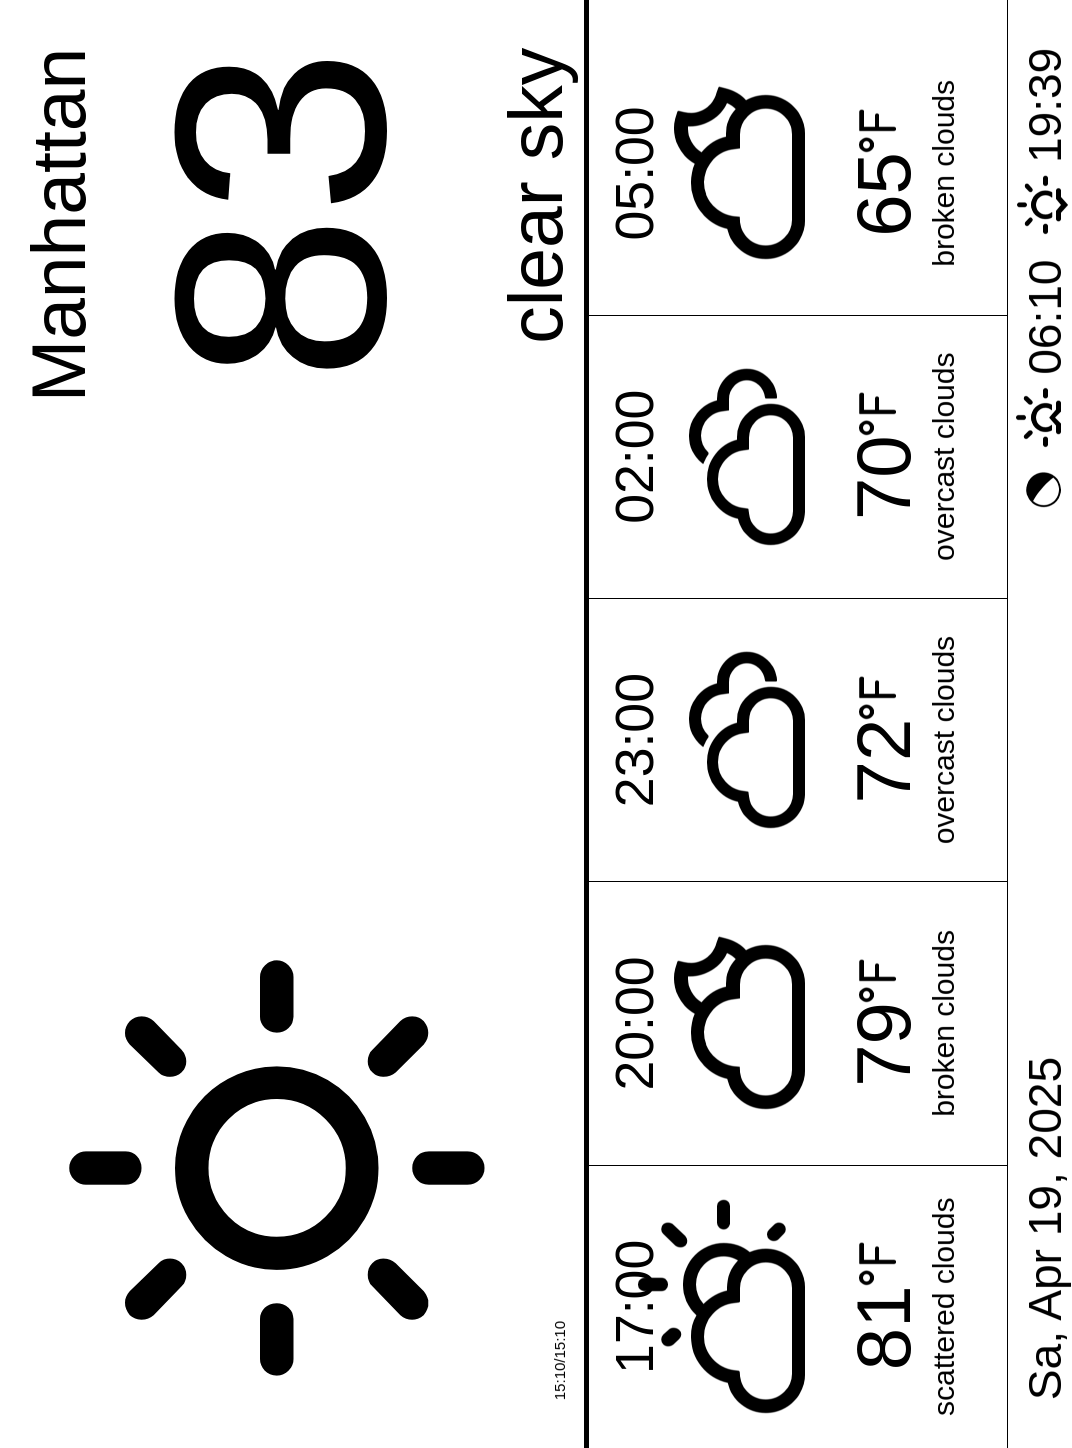 Manhattan
83
clear sky
15:10/15:10
17:00
81°F
scattered clouds
20:00
79°F
broken clouds
23:00
72°F
overcast clouds
02:00
70°F
overcast clouds
05:00
65°F
broken clouds
Sa, Apr 19, 2025
06:10
19:39